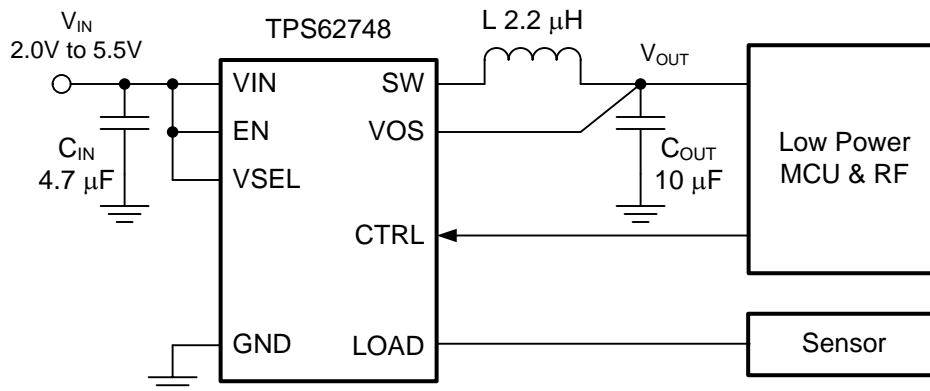 V_IN
2.0V to 5.5V
TPS62748
L 2.2 μH
V_OUT
VIN
SW
EN
VOS
VSEL
C_IN
4.7 μF
C_OUT
10 μF
Low Power
MCU & RF
CTRL
GND
LOAD
Sensor